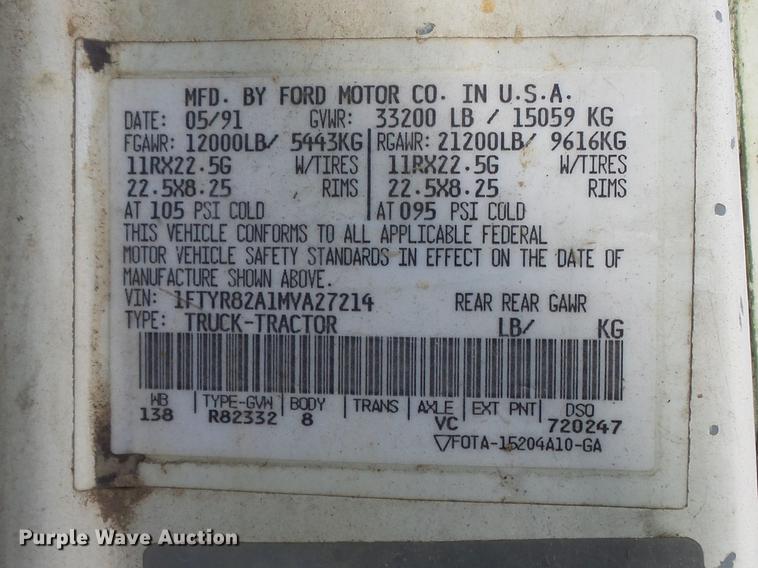 MFD. BY FORD MOTOR CO. IN U.S.A.
DATE: 05/91 GVWR: 33200 LB / 15059 KG
FGAWR: 12000LB/ 5443KG RGAWR: 21200LB/ 9616KG
11RX22.5G W/TIRES 11RX22.5G W/TIRES
22.5X8.25 RIMS 22.5X8.25 RIMS
AT 105 PSI COLD AT 095 PSI COLD
THIS VEHICLE CONFORMS TO ALL APPLICABLE FEDERAL
MOTOR VEHICLE SAFETY STANDARDS IN EFFECT ON THE DATE OF
MANUFACTURE SHOWN ABOVE.
VIN: 1FTYR82A1MVA27214 REAR REAR GAWR
TYPE: TRUCK-TRACTOR LB/ KG
WB TYPE-GVW BODY TRANS AXLE EXT PNT DSO
138 R82332 8 VC 720247
▽FOTA-15204A10-GA
Purple Wave Auction